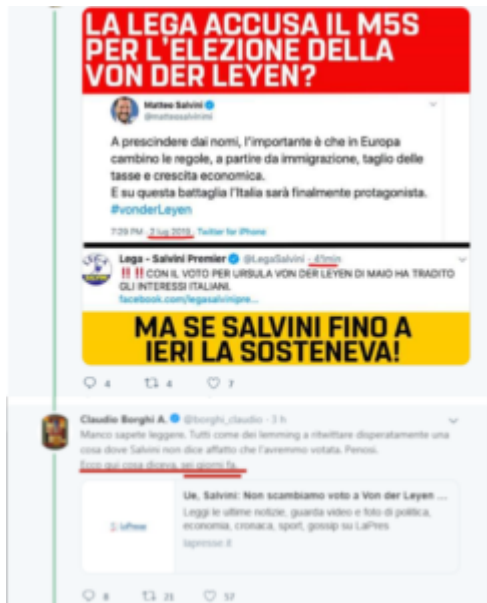 LA LEGA ACCUSA IL M5S
PER L'ELEZIONE DELLA
VON DER LEYEN?
Matteo Salvini
@matteosalvinimi
A prescindere dai nomi, l'importante è che in Europa
cambino le regole, a partire da immigrazione, taglio delle
tasse e crescita economica.
E su questa battaglia l'Italia sarà finalmente protagonista.
#vonderLeyen
7:29 PM · 2 lug 2019 · Twitter for iPhone
Lega - Salvini Premier @LegaSalvini · 45min
‼️ ‼️ CON IL VOTO PER URSULA VON DER LEYEN DI MAIO HA TRADITO
GLI INTERESSI ITALIANI.
facebook.com/legasalvinipre...
MA SE SALVINI FINO A
IERI LA SOSTENEVA!
4 4 7
Claudio Borghi A. @borghi_claudio · 3 h
Manco sapete leggere. Tutti come dei lemming a ritwittare disperatamente una
cosa dove Salvini non dice affatto che l'avremmo votata. Penosi.
Ecco qui cosa diceva, sei giorni fa..
Ue, Salvini: Non scambiamo voto a Von der Leyen ...
Leggi le ultime notizie, guarda video e foto di politica,
economia, cronaca, sport, gossip su LaPres
lapresse.it
LaPresse
8 21 57